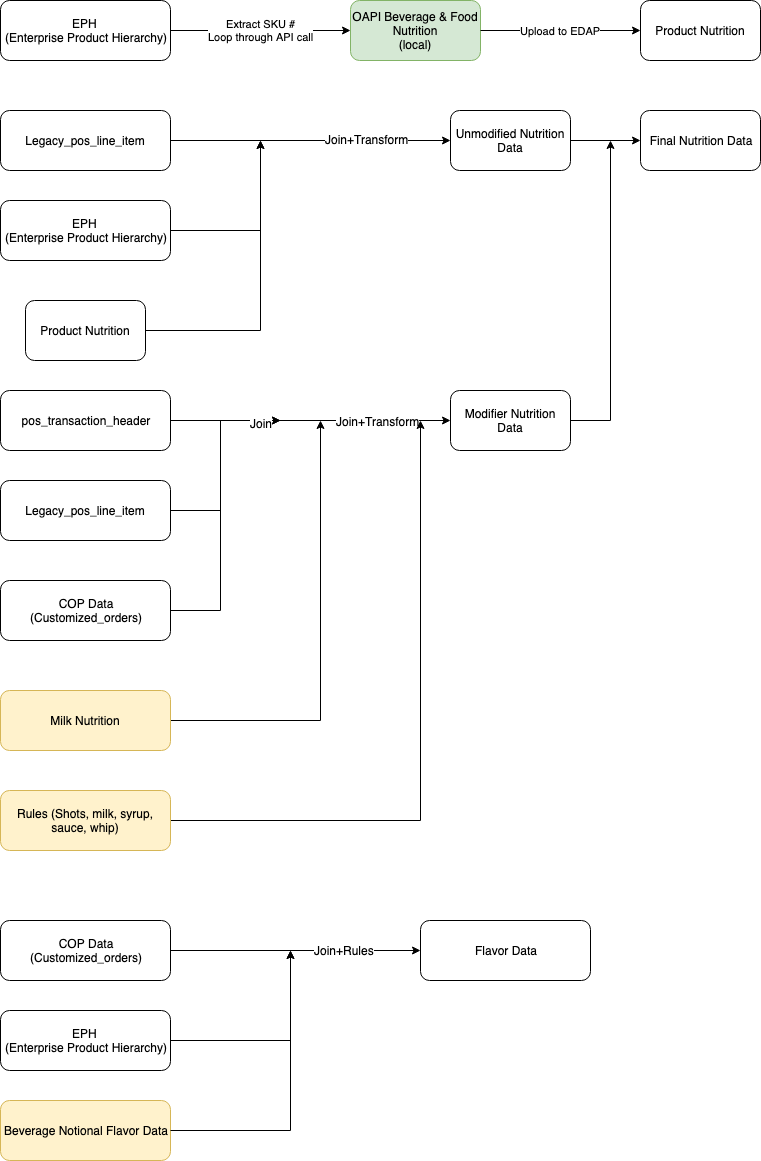 EPH
(Enterprise Product Hierarchy)
Extract SKU #
Loop through API call
OAPI Beverage & Food
Nutrition
(local)
Upload to EDAP
Product Nutrition
Legacy_pos_line_item
Join+Transform
Unmodified Nutrition
Data
Final Nutrition Data
EPH
(Enterprise Product Hierarchy)
Product Nutrition
pos_transaction_header
Join
Join+Transform
Modifier Nutrition
Data
Legacy_pos_line_item
COP Data
(Customized_orders)
Milk Nutrition
Rules (Shots, milk, syrup,
sauce, whip)
COP Data
(Customized_orders)
Join+Rules
Flavor Data
EPH
(Enterprise Product Hierarchy)
Beverage Notional Flavor Data